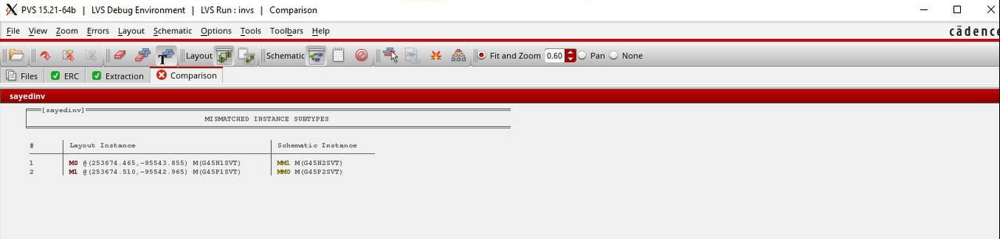 PVS 15.21-64b | LVS Debug Environment | LVS Run : invs | Comparison
File View Zoom Errors Layout Schematic Options Tools Toolbars Help
cādence
T Layout Schematic Fit and Zoom 0.60 Pan None
Files ERC Extraction Comparison
sayedinv
[sayedinv]
MISMATCHED INSTANCE SUBTYPES
# Layout Instance Schematic Instance
1 M0 @(253674.465,-95543.855) M(G45N1SVT) MM1 M(G45N2SVT)
2 M1 @(253674.510,-95542.965) M(G45P1SVT) MM0 M(G45P2SVT)